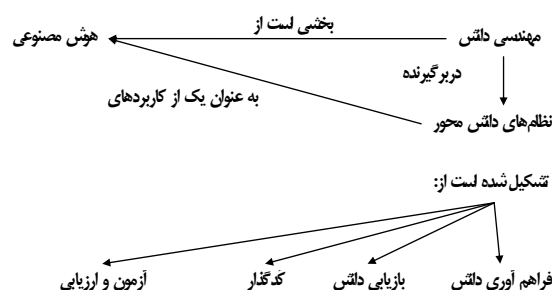 مهندسی دانش بخشی است از هوش مصنوعی
دربرگیرنده
به عنوان یک از کاربردهای
نظام‌های دانش محور
تشکیل شده است از:
فراهم آوری دانش بازیابی دانش کدگذار آزمون و ارزیابی